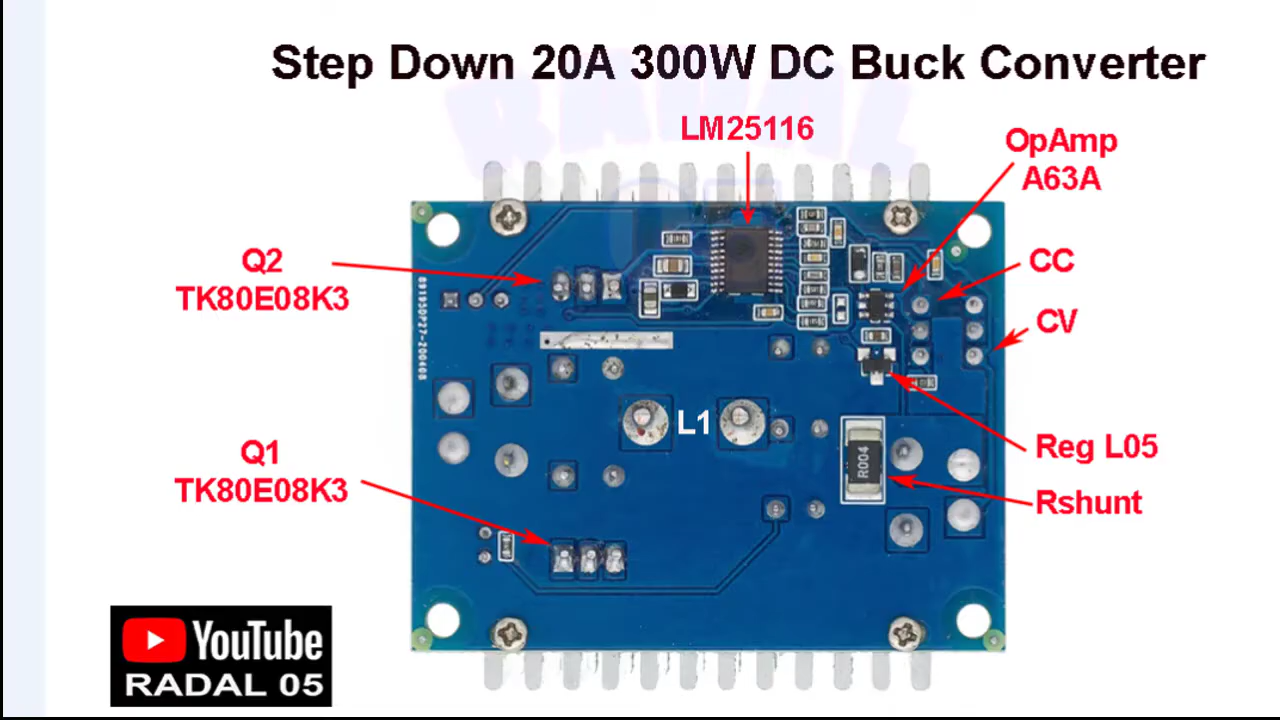 Step Down 20A 300W DC Buck Converter
LM25116
OpAmp
A63A
Q2
TK80E08K3
CC
CV
L1
R004
Q1
TK80E08K3
Reg L05
Rshunt
YouTube
RADAL 05
RADAL